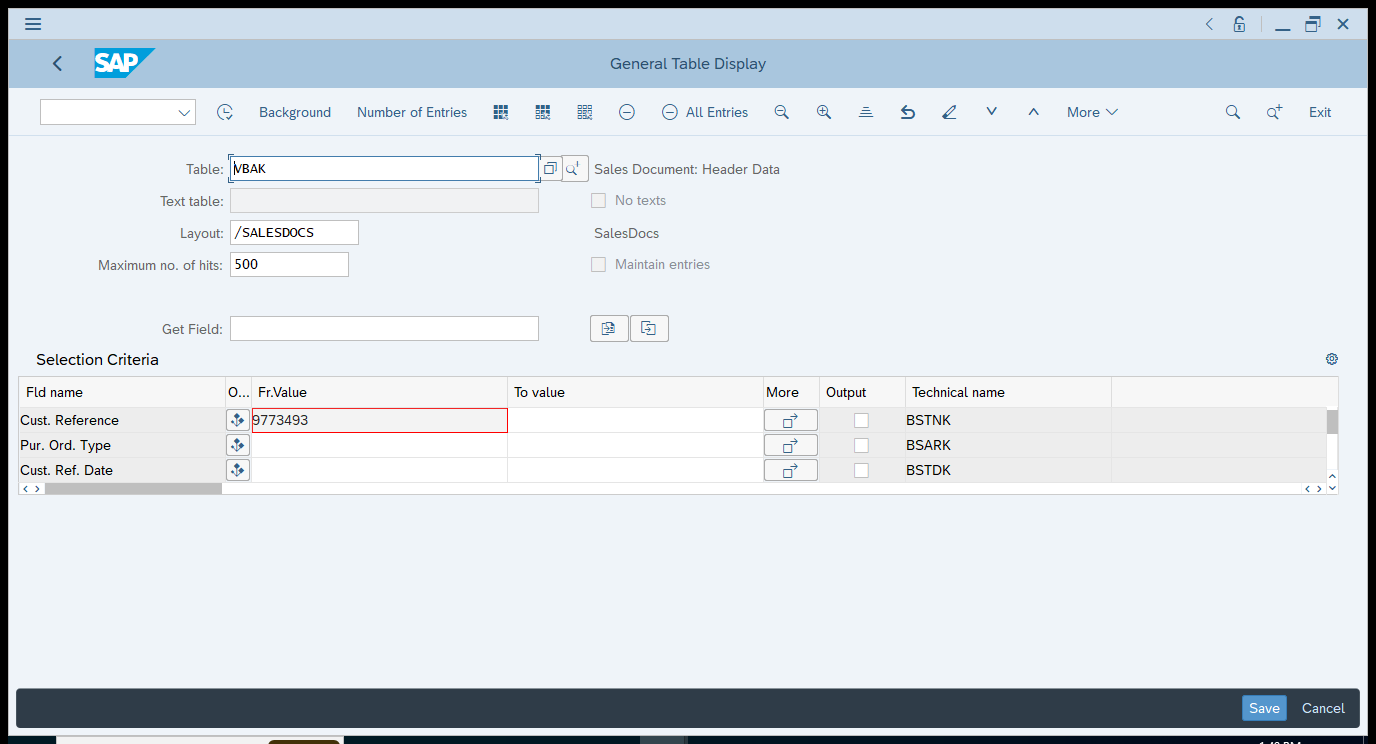 SAP
General Table Display
Background Number of Entries All Entries More Exit
Table: VBAK Sales Document: Header Data
Text table: No texts
Layout: /SALESDOCS SalesDocs
Maximum no. of hits: 500 Maintain entries
Get Field:
Selection Criteria
Fld name O... Fr.Value To value More Output Technical name
Cust. Reference 9773493 BSTNK
Pur. Ord. Type BSARK
Cust. Ref. Date BSTDK
Save Cancel